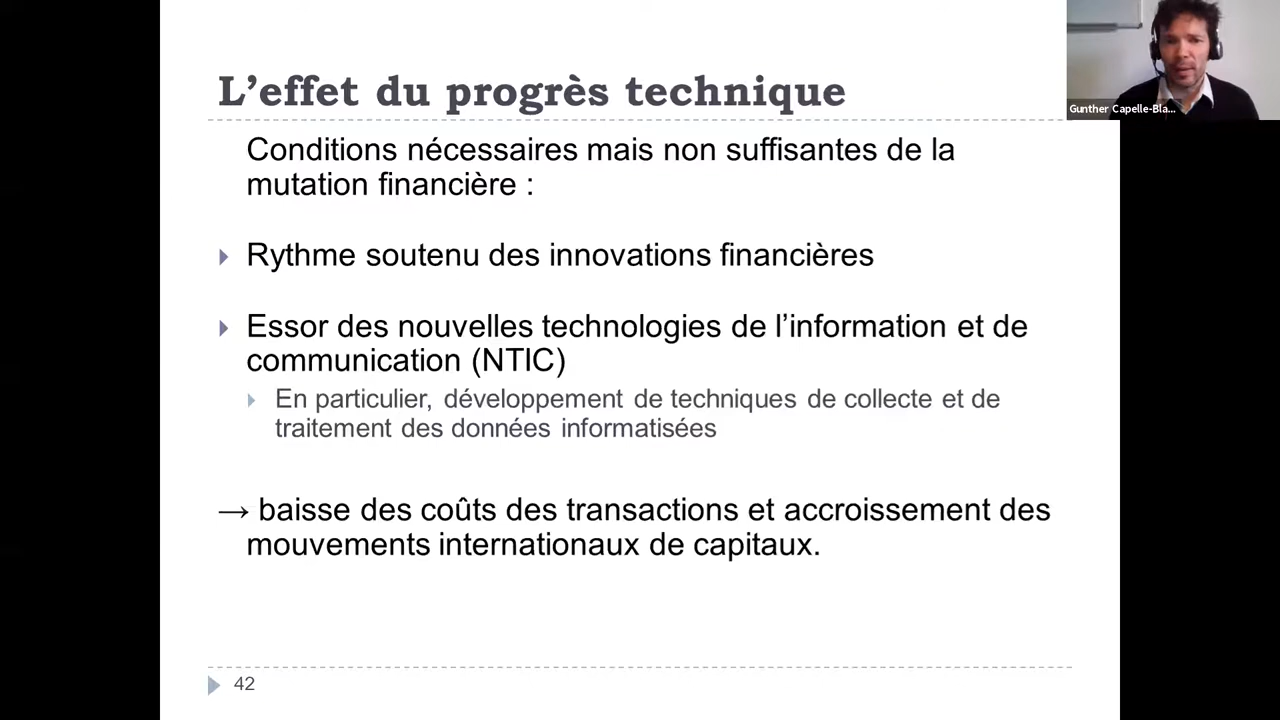 L'effet du progrès technique
Gunther Capelle-Bla...
Conditions nécessaires mais non suffisantes de la
mutation financière :
Rythme soutenu des innovations financières
Essor des nouvelles technologies de l'information et de
communication (NTIC)
En particulier, développement de techniques de collecte et de
traitement des données informatisées
→ baisse des coûts des transactions et accroissement des
mouvements internationaux de capitaux.
42